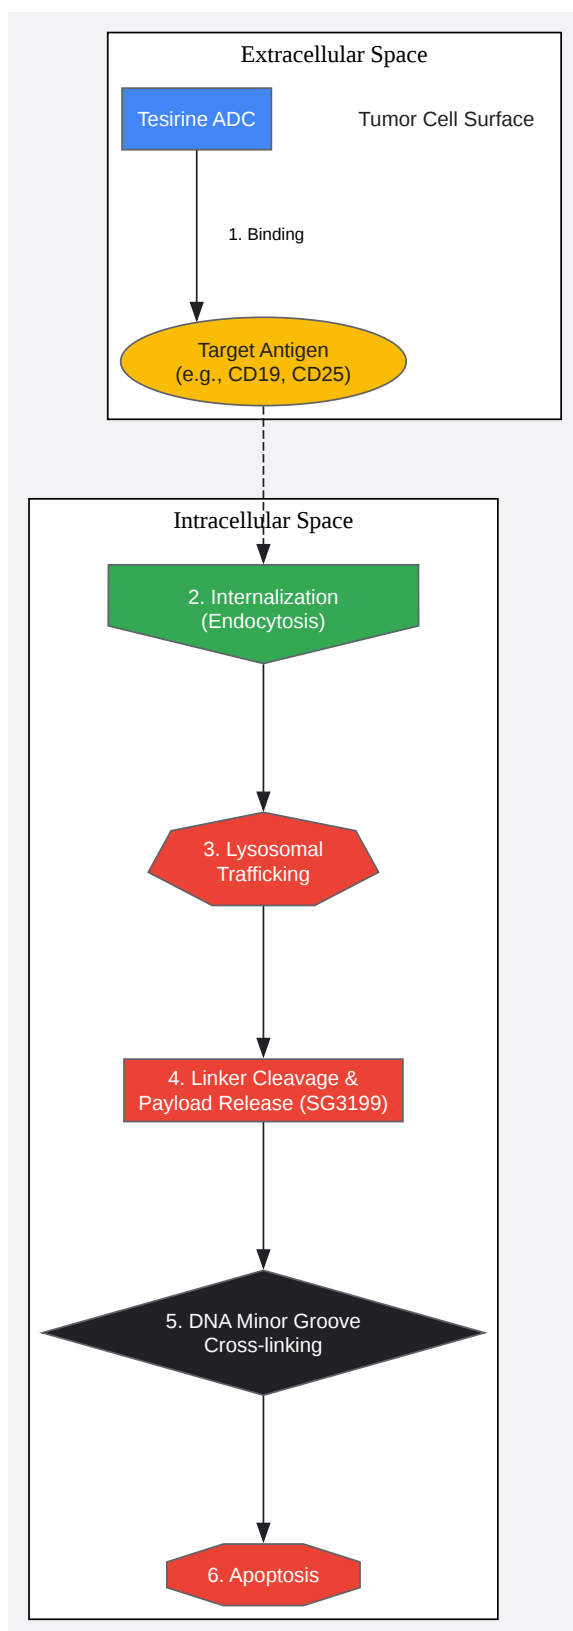 Extracellular Space
Tesirine ADC
Tumor Cell Surface
1. Binding
Target Antigen
(e.g., CD19, CD25)
Intracellular Space
2. Internalization
(Endocytosis)
3. Lysosomal
Trafficking
4. Linker Cleavage &
Payload Release (SG3199)
5. DNA Minor Groove
Cross-linking
6. Apoptosis